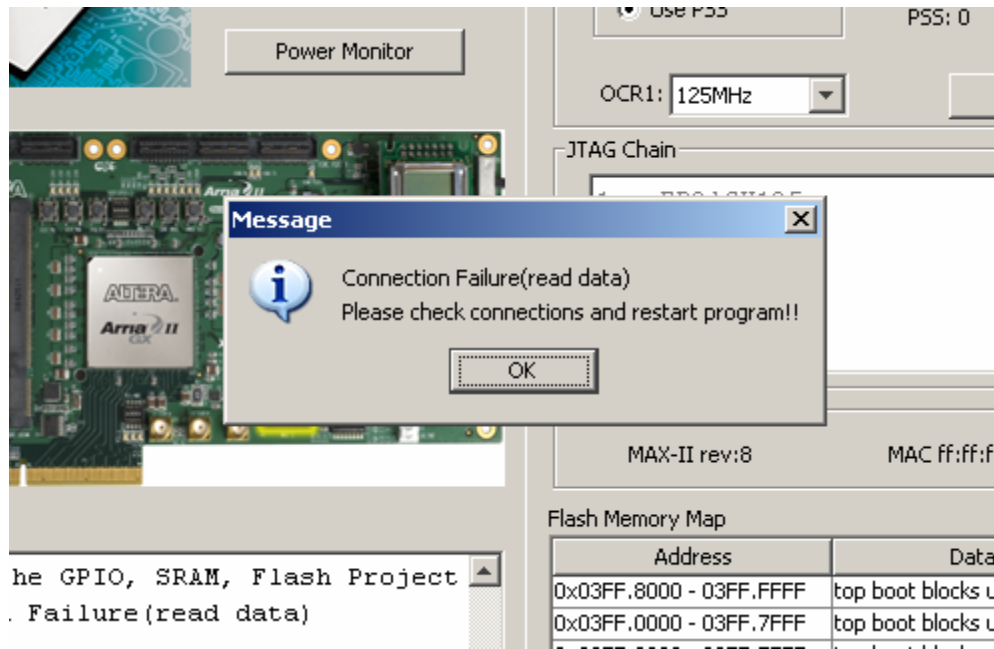 Use PSS
PSS: 0
Power Monitor
OCR1: 125MHz
JTAG Chain
Arria II
Message
Connection Failure(read data)
Please check connections and restart program!!
OK
ALTERA
Arria II
GX
MAX-II rev:8
MAC ff:ff:f
Flash Memory Map
Address
Data
he GPIO, SRAM, Flash Project
0x03FF.8000 - 03FF.FFFF
top boot blocks u
. Failure(read data)
0x03FF.0000 - 03FF.7FFF
top boot blocks u